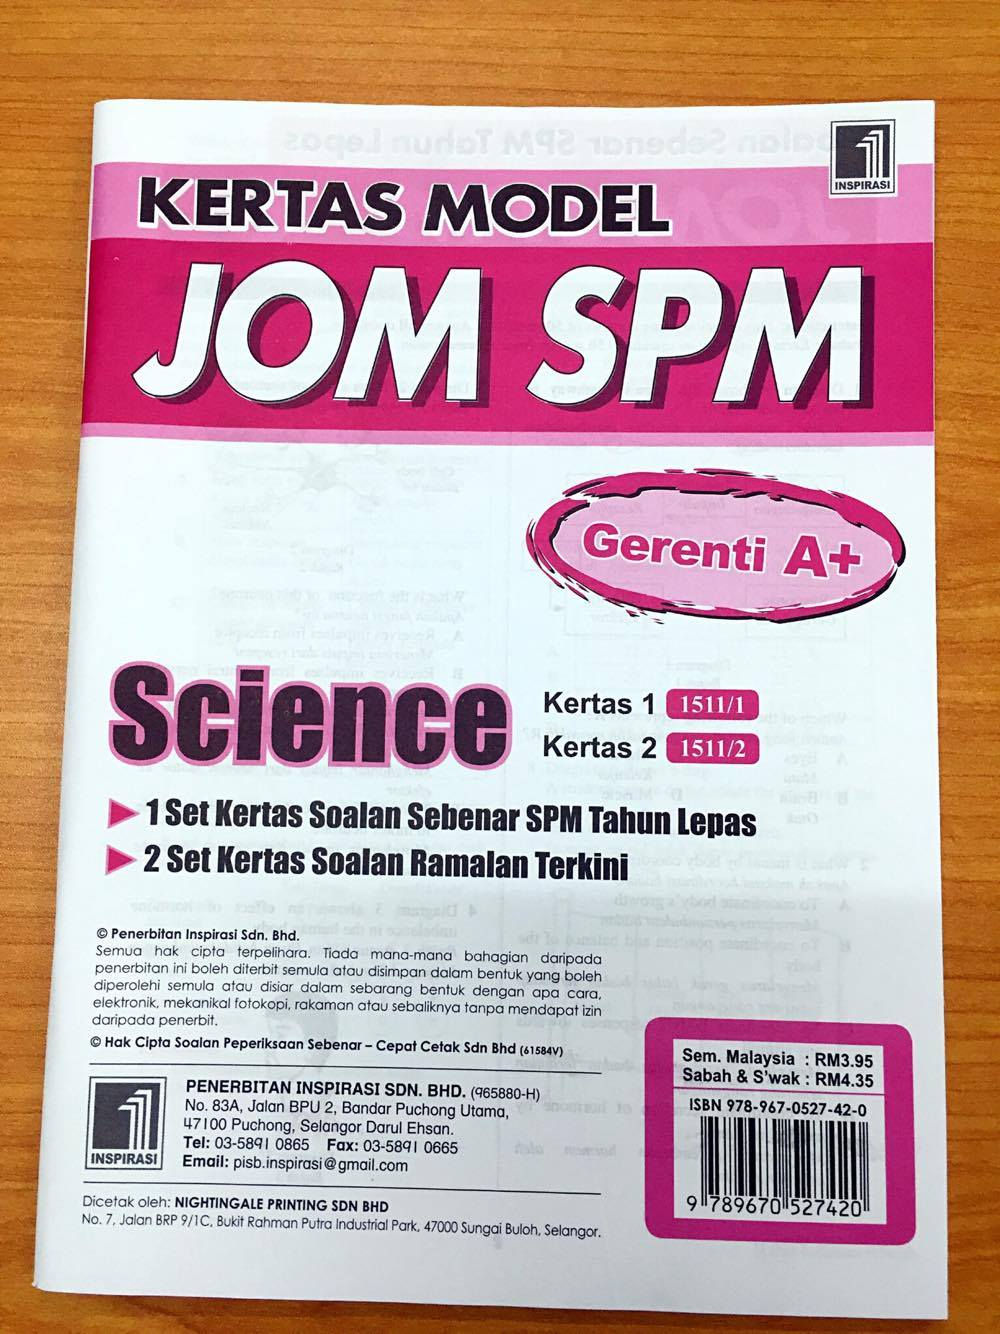 INSPIRASI
KERTAS MODEL
JOM SPM
Gerenti A+
Science
Kertas 1 1511/1
Kertas 2 1511/2
1 Set Kertas Soalan Sebenar SPM Tahun Lepas
2 Set Kertas Soalan Ramalan Terkini
© Penerbitan Inspirasi Sdn. Bhd.
Semua hak cipta terpelihara. Tiada mana-mana bahagian daripada
penerbitan ini boleh diterbit semula atau disimpan dalam bentuk yang boleh
diperolehi semula atau disiar dalam sebarang bentuk dengan apa cara,
elektronik, mekanikal fotokopi, rakaman atau sebaliknya tanpa mendapat izin
daripada penerbit.
© Hak Cipta Soalan Peperiksaan Sebenar – Cepat Cetak Sdn Bhd (61584V)
INSPIRASI
PENERBITAN INSPIRASI SDN. BHD. (965880-H)
No. 83A, Jalan BPU 2, Bandar Puchong Utama,
47100 Puchong, Selangor Darul Ehsan.
Tel: 03-5891 0865 Fax: 03-5891 0665
Email: pisb.inspirasi@gmail.com
Dicetak oleh: NIGHTINGALE PRINTING SDN BHD
No. 7, Jalan BRP 9/1C, Bukit Rahman Putra Industrial Park, 47000 Sungai Buloh, Selangor.
Sem. Malaysia : RM3.95
Sabah & S'wak : RM4.35
ISBN 978-967-0527-42-0
9 789670 527420